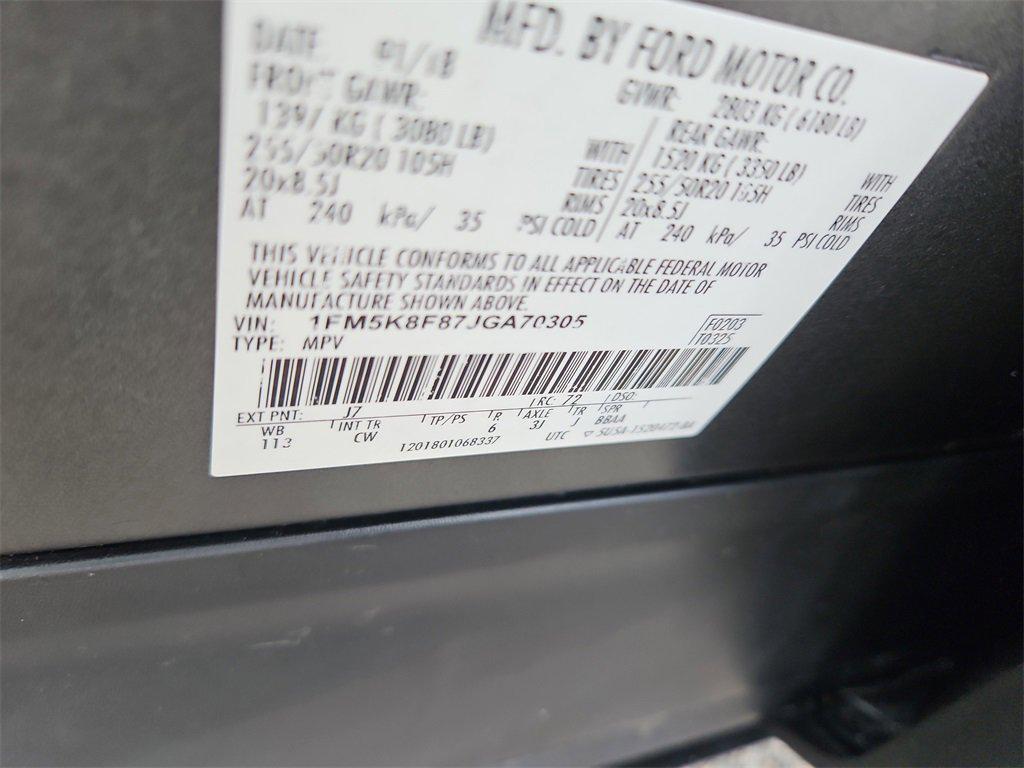 MFD. BY FORD MOTOR CO.
DATE: 01/18 GVWR: 2803 KG ( 6180 LB)
FRONT GAWR: REAR GAWR:
1397 KG ( 3080 LB) WITH 1520 KG ( 3350 LB) WITH
255/50R20 105H TIRES 255/50R20 105H TIRES
20x8.5J RIMS 20x8.5J RIMS
AT 240 kPa/ 35 PSI COLD AT 240 kPa/ 35 PSI COLD
THIS VEHICLE CONFORMS TO ALL APPLICABLE FEDERAL MOTOR
VEHICLE SAFETY STANDARDS IN EFFECT ON THE DATE OF
MANUFACTURE SHOWN ABOVE.
VIN: 1FM5K8F87JGA70305 F0203
TYPE: MPV T0325
EXT PNT: J7 RC: 72 DSO:
WB INT TR TP/PS R AXLE TR SPR
113 CW 6 3J J BBAA
1201801068337 UTC